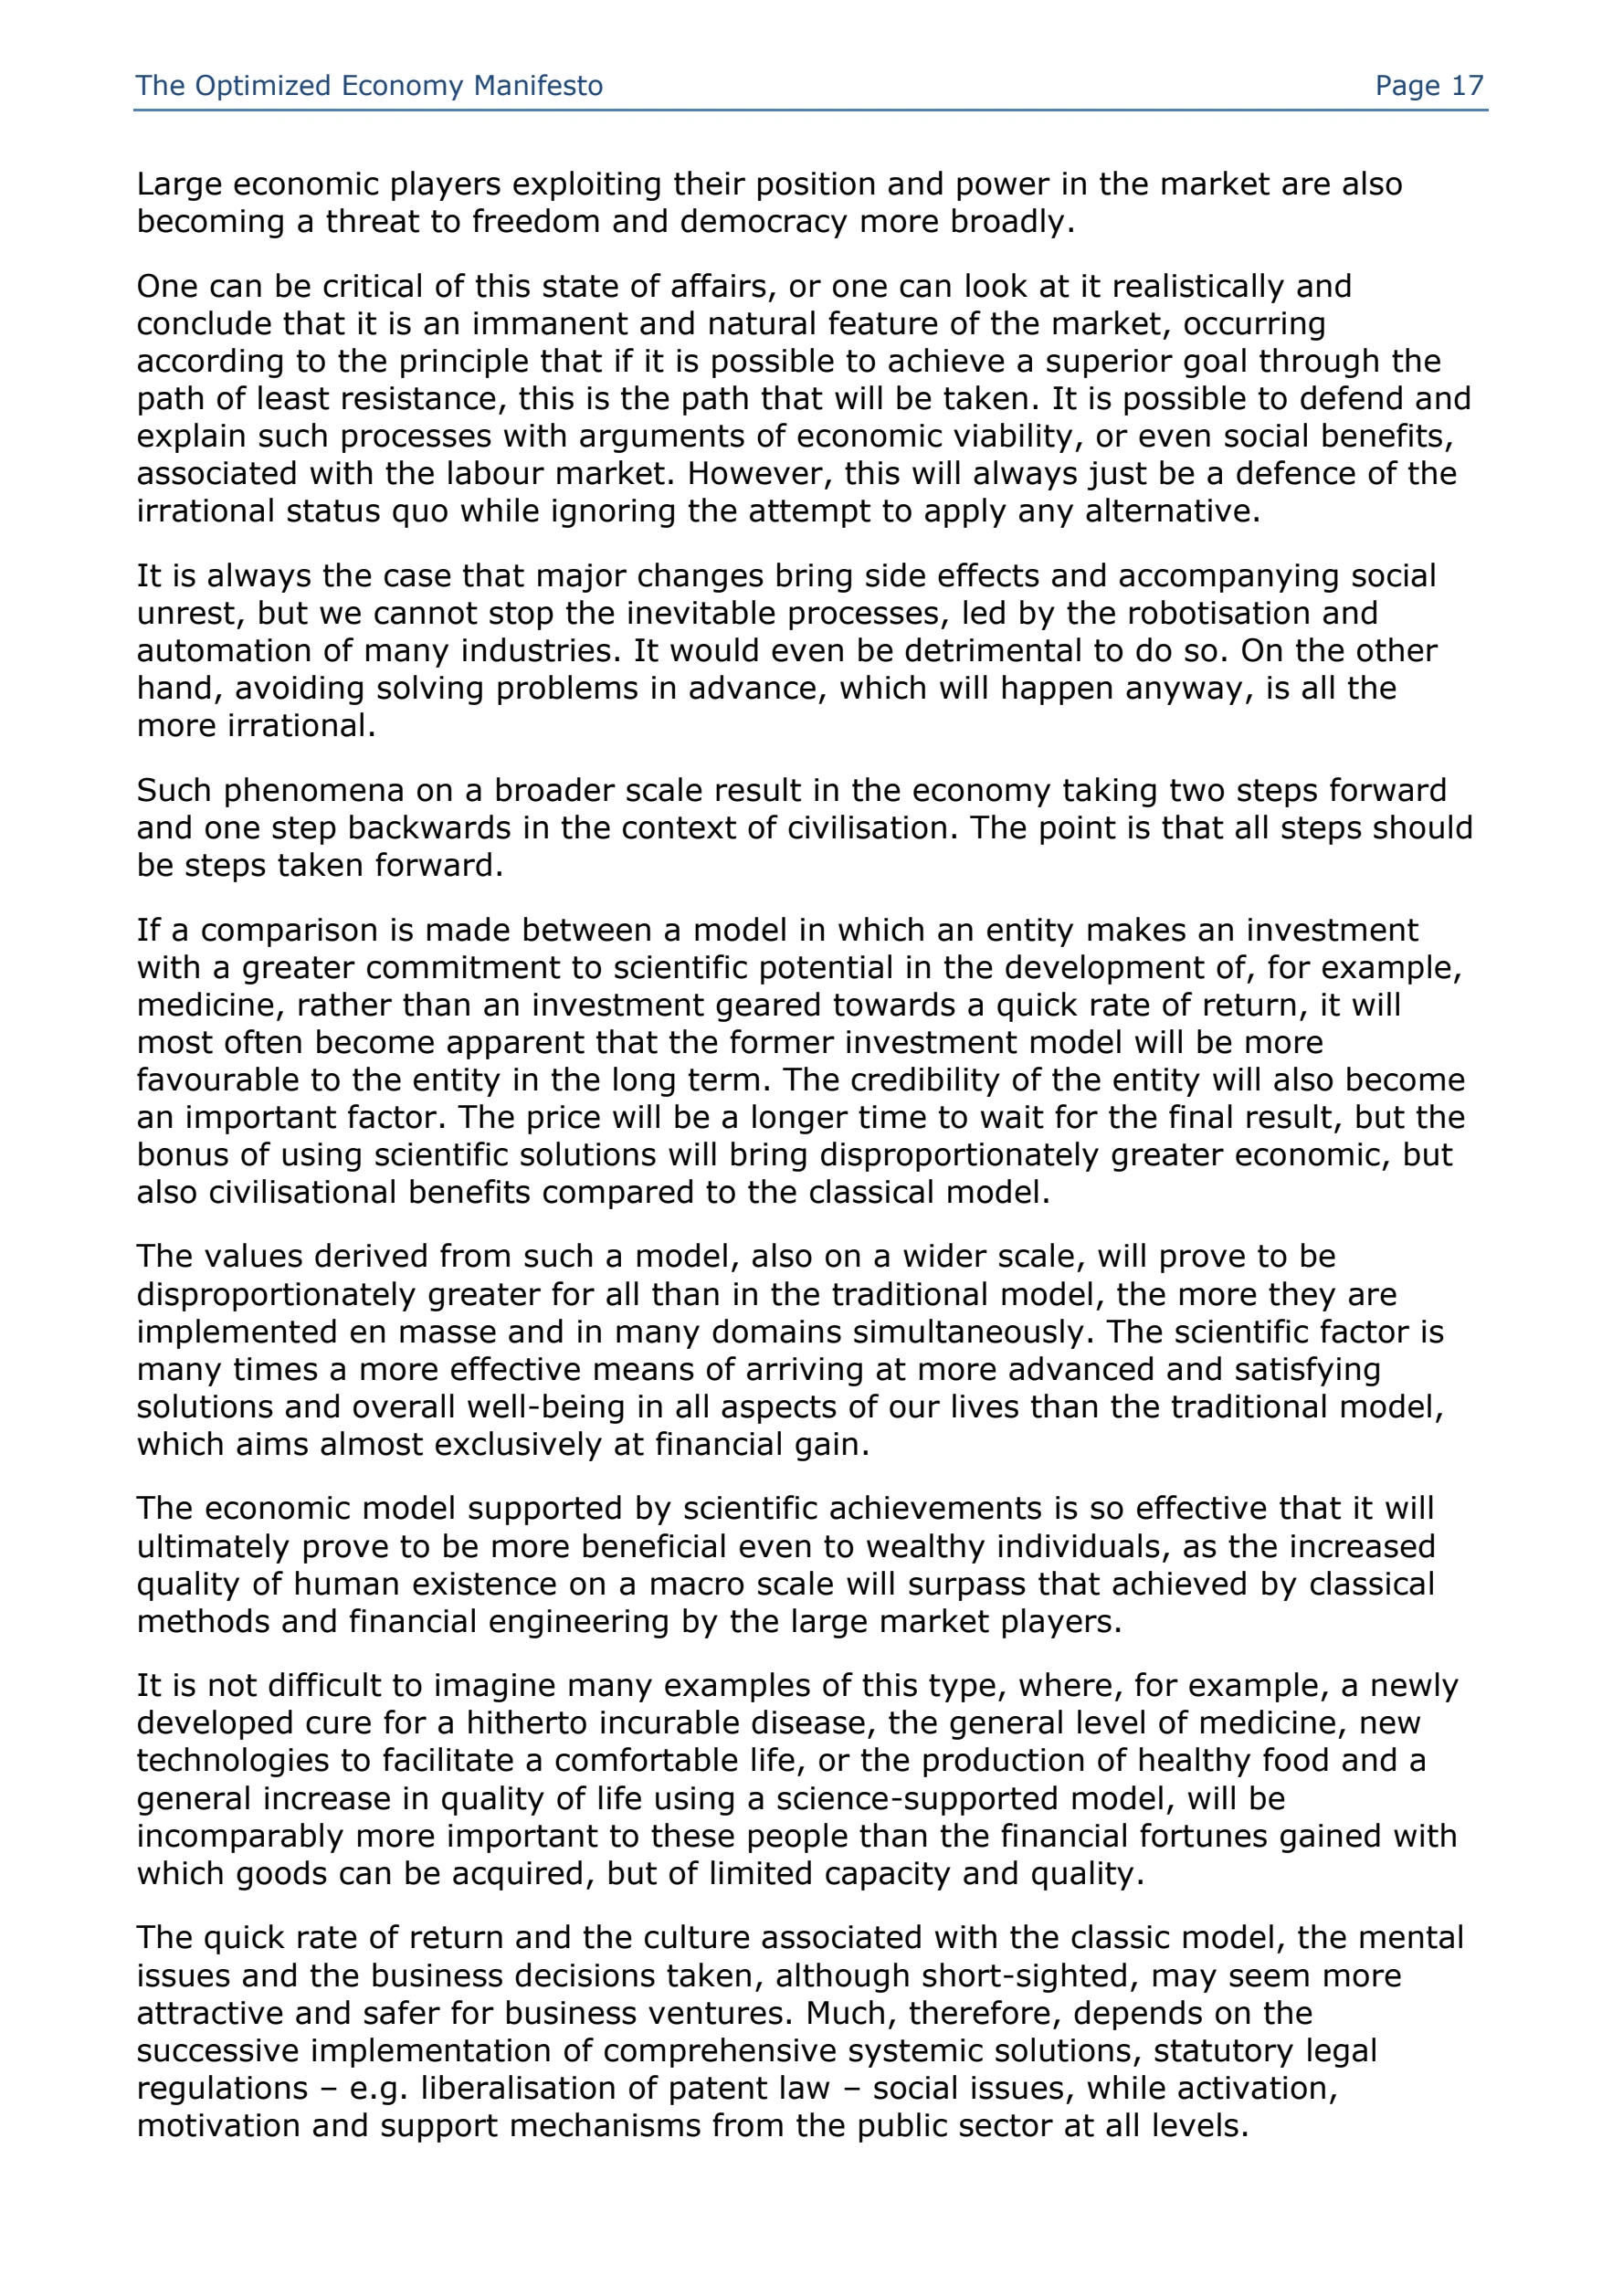 The Optimized Economy Manifesto Page 17
Large economic players exploiting their position and power in the market are also
becoming a threat to freedom and democracy more broadly.
One can be critical of this state of affairs, or one can look at it realistically and
conclude that it is an immanent and natural feature of the market, occurring
according to the principle that if it is possible to achieve a superior goal through the
path of least resistance, this is the path that will be taken. It is possible to defend and
explain such processes with arguments of economic viability, or even social benefits,
associated with the labour market. However, this will always just be a defence of the
irrational status quo while ignoring the attempt to apply any alternative.
It is always the case that major changes bring side effects and accompanying social
unrest, but we cannot stop the inevitable processes, led by the robotisation and
automation of many industries. It would even be detrimental to do so. On the other
hand, avoiding solving problems in advance, which will happen anyway, is all the
more irrational.
Such phenomena on a broader scale result in the economy taking two steps forward
and one step backwards in the context of civilisation. The point is that all steps should
be steps taken forward.
If a comparison is made between a model in which an entity makes an investment
with a greater commitment to scientific potential in the development of, for example,
medicine, rather than an investment geared towards a quick rate of return, it will
most often become apparent that the former investment model will be more
favourable to the entity in the long term. The credibility of the entity will also become
an important factor. The price will be a longer time to wait for the final result, but the
bonus of using scientific solutions will bring disproportionately greater economic, but
also civilisational benefits compared to the classical model.
The values derived from such a model, also on a wider scale, will prove to be
disproportionately greater for all than in the traditional model, the more they are
implemented en masse and in many domains simultaneously. The scientific factor is
many times a more effective means of arriving at more advanced and satisfying
solutions and overall well-being in all aspects of our lives than the traditional model,
which aims almost exclusively at financial gain.
The economic model supported by scientific achievements is so effective that it will
ultimately prove to be more beneficial even to wealthy individuals, as the increased
quality of human existence on a macro scale will surpass that achieved by classical
methods and financial engineering by the large market players.
It is not difficult to imagine many examples of this type, where, for example, a newly
developed cure for a hitherto incurable disease, the general level of medicine, new
technologies to facilitate a comfortable life, or the production of healthy food and a
general increase in quality of life using a science-supported model, will be
incomparably more important to these people than the financial fortunes gained with
which goods can be acquired, but of limited capacity and quality.
The quick rate of return and the culture associated with the classic model, the mental
issues and the business decisions taken, although short-sighted, may seem more
attractive and safer for business ventures. Much, therefore, depends on the
successive implementation of comprehensive systemic solutions, statutory legal
regulations – e.g. liberalisation of patent law – social issues, while activation,
motivation and support mechanisms from the public sector at all levels.